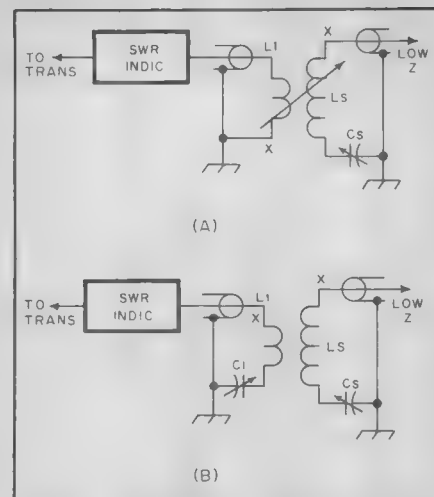 TO TRANS
SWR INDIC
L1
X
X
LS
CS
LOW Z
(A)
TO TRANS
SWR INDIC
L1
X
C1
X
LS
CS
LOW Z
(B)